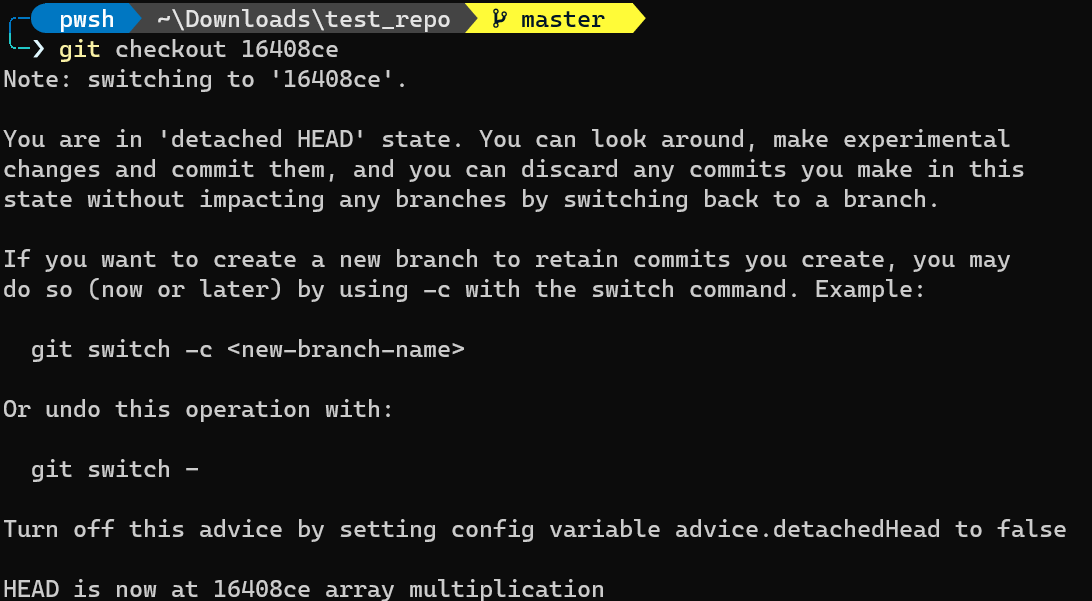 pwsh ~\Downloads\test_repo master
❯ git checkout 16408ce
Note: switching to '16408ce'.
You are in 'detached HEAD' state. You can look around, make experimental
changes and commit them, and you can discard any commits you make in this
state without impacting any branches by switching back to a branch.
If you want to create a new branch to retain commits you create, you may
do so (now or later) by using -c with the switch command. Example:
git switch -c <new-branch-name>
Or undo this operation with:
git switch -
Turn off this advice by setting config variable advice.detachedHead to false
HEAD is now at 16408ce array multiplication